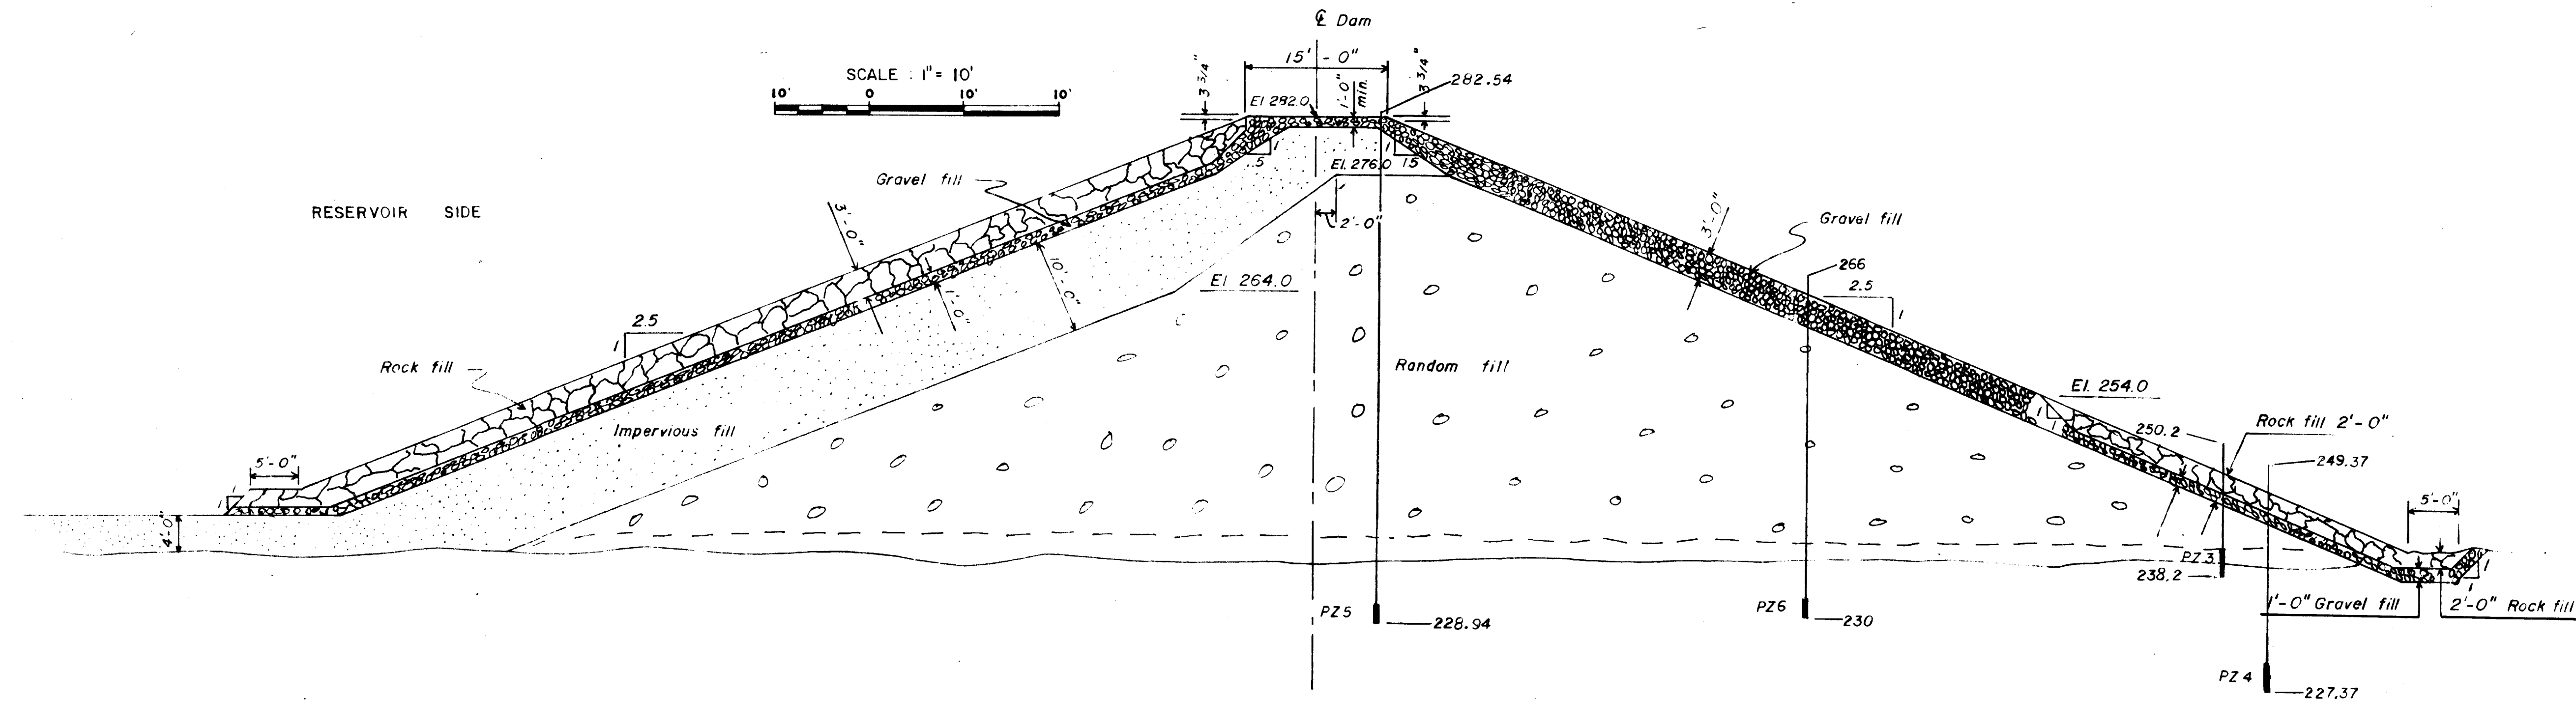 ℄ Dam
15'-0"
SCALE : 1" = 10'
10' 0 10' 10'
3 3/4"
El 282.0
1'-0" min.
3 3/4"
282.54
.5
1
El. 276.0
1
15
Gravel fill
RESERVOIR SIDE
3'-0"
2'-0"
3'-0"
Gravel fill
10'-0"
1'-0"
El 264.0
266
2.5
1
2.5
1
Rock fill
Random fill
El. 254.0
1
1
Impervious fill
250.2
Rock fill 2'-0"
249.37
5'-0"
5'-0"
1
1
4'-0"
PZ 3
238.2
1
1
PZ 5
228.94
PZ6
230
1'-0" Gravel fill
2'-0" Rock fill
PZ 4
227.37